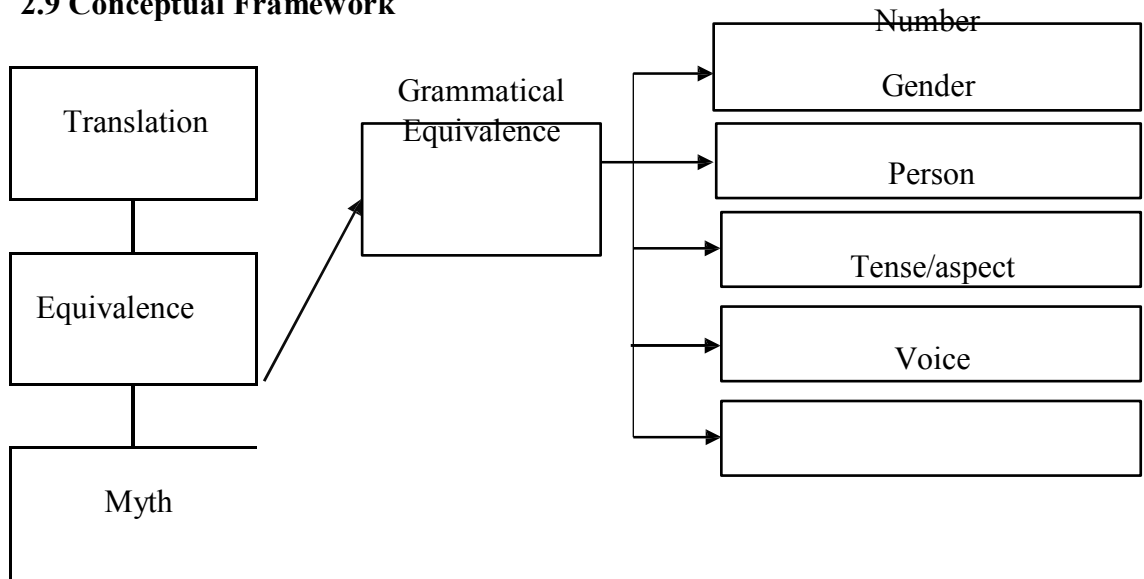 2.9 Conceptual Framework
Translation
Equivalence
Myth
Grammatical
Equivalence
Number
Gender
Person
Tense/aspect
Voice